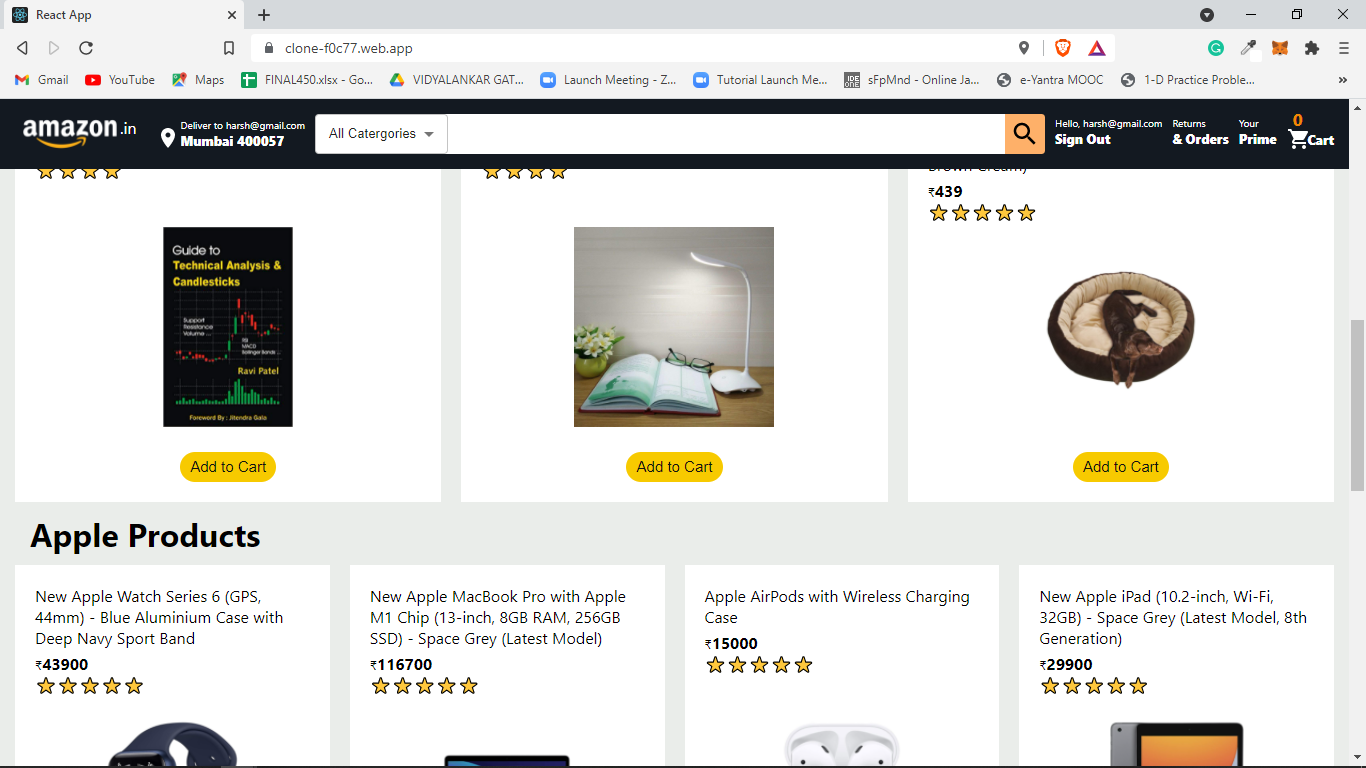 React App
clone-f0c77.web.app
Gmail
YouTube
Maps
FINAL450.xlsx - Go...
VIDYALANKAR GAT...
Launch Meeting - Z...
Tutorial Launch Me...
IDE ONE
sFpMnd - Online Ja...
e-Yantra MOOC
1-D Practice Proble...
amazon.in
Deliver to harsh@gmail.com
Mumbai 400057
All Catergories
Hello, harsh@gmail.com
Sign Out
Returns
& Orders
Your
Prime
0
Cart
Brown Creamy)
₹439
Guide to
Technical Analysis &
Candlesticks
Support
Resistance
Volume ...
RSI
MACD
Bollinger Bands ...
Ravi Patel
Foreword By : Jitendra Gala
Add to Cart
Add to Cart
Add to Cart
Apple Products
New Apple Watch Series 6 (GPS,
44mm) - Blue Aluminium Case with
Deep Navy Sport Band
₹43900
New Apple MacBook Pro with Apple
M1 Chip (13-inch, 8GB RAM, 256GB
SSD) - Space Grey (Latest Model)
₹116700
Apple AirPods with Wireless Charging
Case
₹15000
New Apple iPad (10.2-inch, Wi-Fi,
32GB) - Space Grey (Latest Model, 8th
Generation)
₹29900